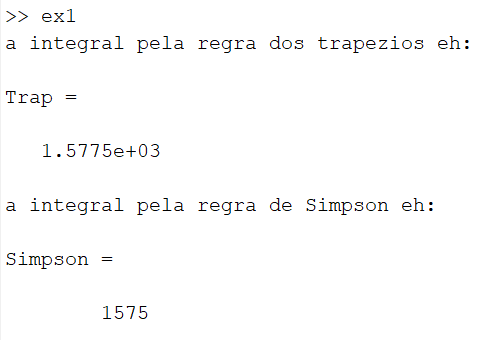 >> ex1
a integral pela regra dos trapezios eh:
Trap =
1.5775e+03
a integral pela regra de Simpson eh:
Simpson =
1575